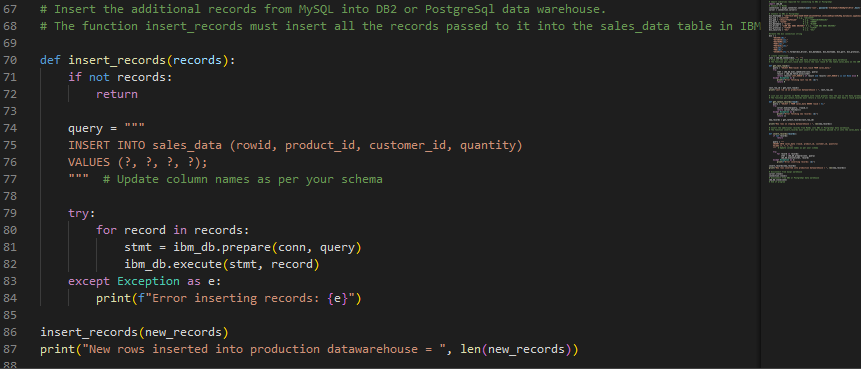 67 # Insert the additional records from MySQL into DB2 or PostgreSql data warehouse.
68 # The function insert_records must insert all the records passed to it into the sales_data table in IBM
69
70 def insert_records(records):
71     if not records:
72         return
73
74     query = """
75     INSERT INTO sales_data (rowid, product_id, customer_id, quantity)
76     VALUES (?, ?, ?, ?);
77     """  # Update column names as per your schema
78
79     try:
80         for record in records:
81             stmt = ibm_db.prepare(conn, query)
82             ibm_db.execute(stmt, record)
83     except Exception as e:
84         print(f"Error inserting records: {e}")
85
86 insert_records(new_records)
87 print("New rows inserted into production datawarehouse = ", len(new_records))
88